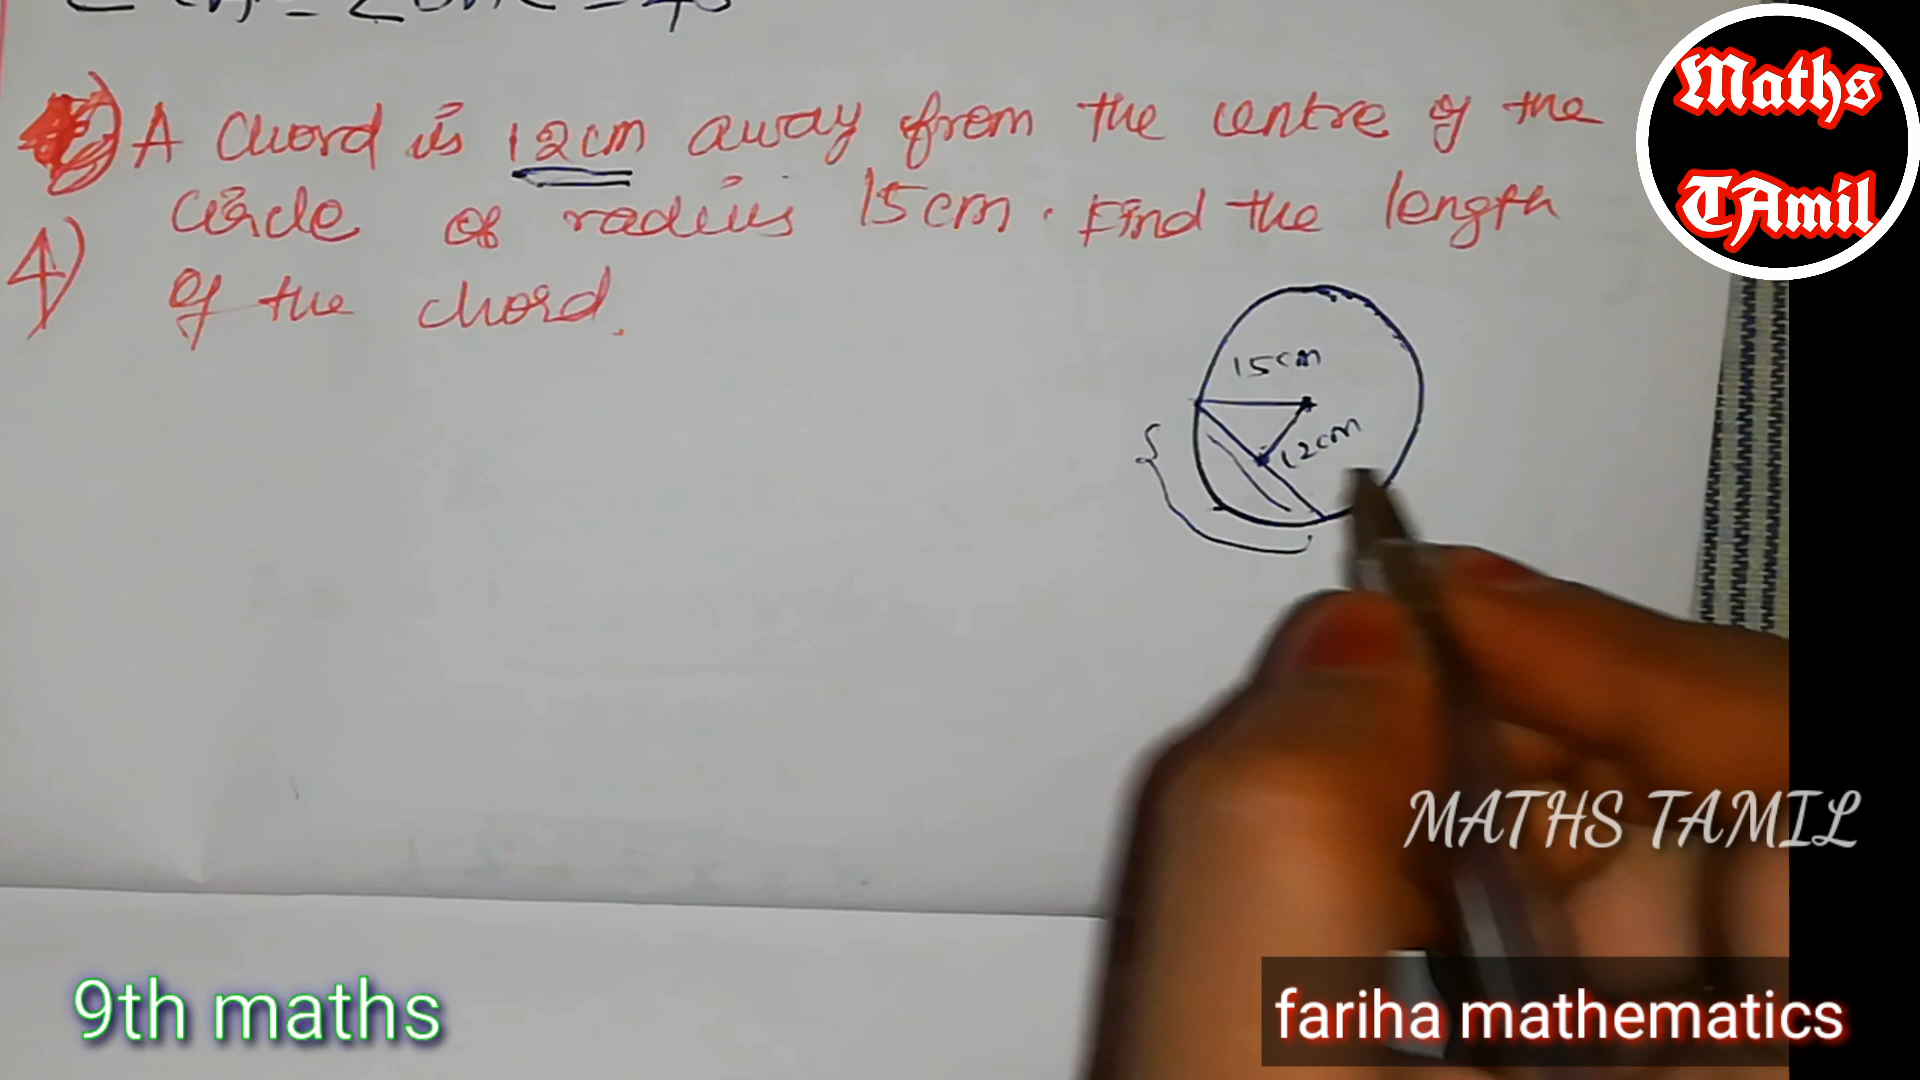 Maths
TAmil
A chord is 12cm away from the centre of the
circle of radius 15cm. Find the length
4) of the chord.
15cm
12cm
MATHS TAMIL
9th maths
fariha mathematics